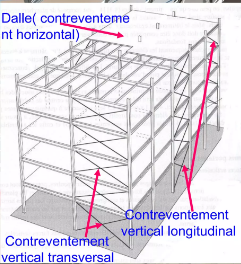 Dalle( contreventeme
nt horizontal)
Contreventement
vertical longitudinal
Contreventement
vertical transversal